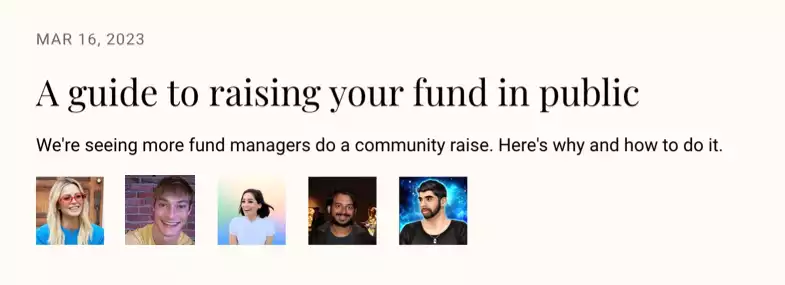 MAR 16, 2023
A guide to raising your fund in public
We're seeing more fund managers do a community raise. Here's why and how to do it.